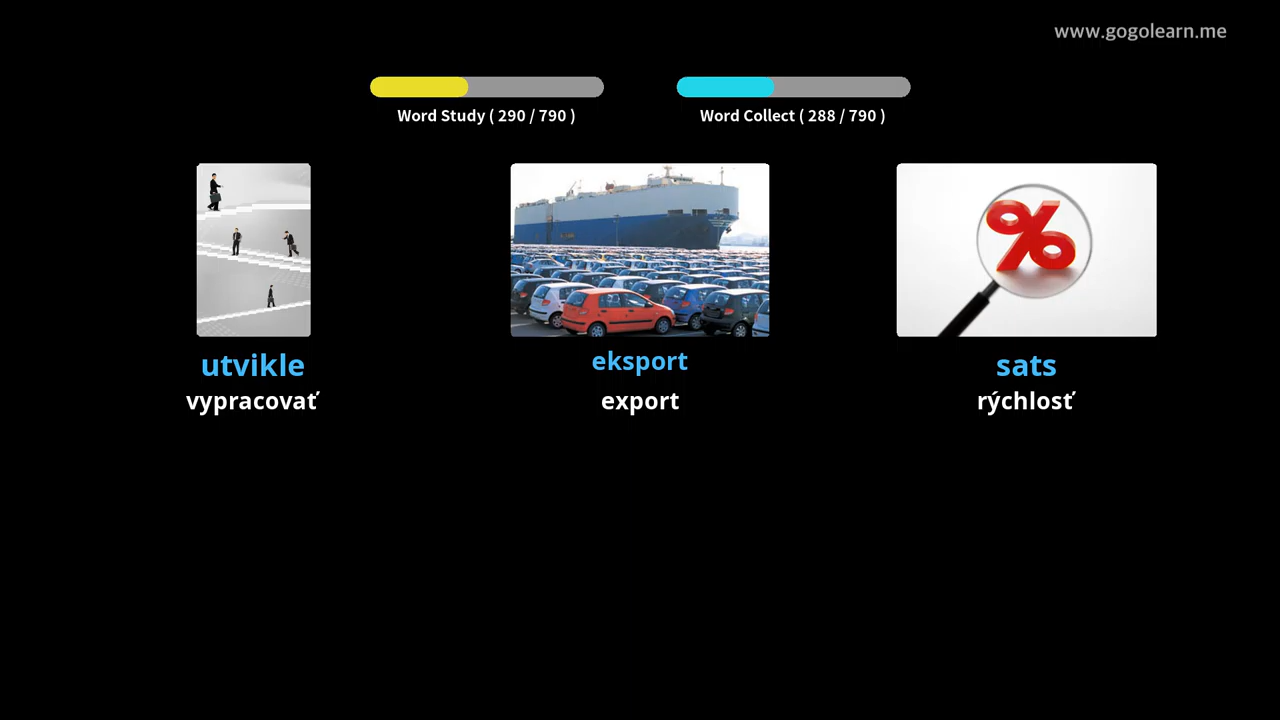 www.gogolearn.me
Word Study ( 290 / 790 )
Word Collect ( 288 / 790 )
utvikle
vypracovať
eksport
export
sats
rýchlosť
%